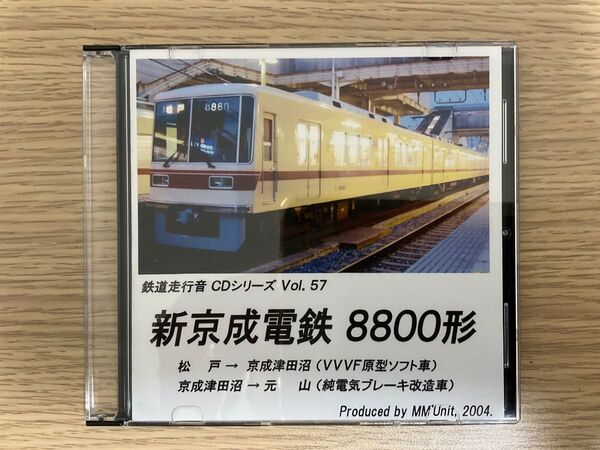 松戸 8880
鉄道走行音 CDシリーズ Vol. 57
新京成電鉄 8800形
松 戸 → 京成津田沼 (VVVF原型ソフト車)
京成津田沼 → 元 山 (純電気ブレーキ改造車)
Produced by MM'Unit, 2004.